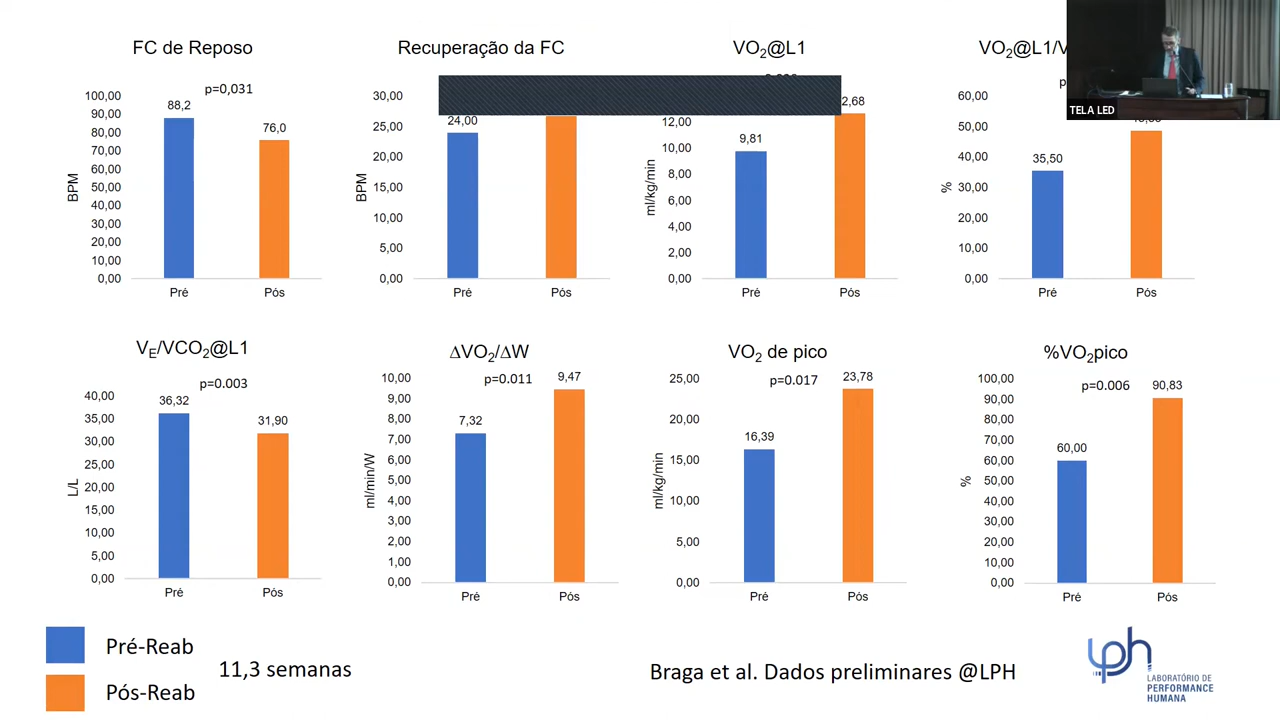 FC de Reposo
p=0,031
100,00
90,00
80,00
70,00
60,00
50,00
40,00
30,00
20,00
10,00
0,00
BPM
88,2
76,0
Pré
Pós
Recuperação da FC
30,00
25,00
20,00
15,00
10,00
5,00
0,00
BPM
24,00
Pré
Pós
VO₂@L1
12,00
10,00
8,00
6,00
4,00
2,00
0,00
ml/kg/min
9,81
2,68
Pré
Pós
VO₂@L1/V
p
TELA LED
60,00
50,00
40,00
30,00
20,00
10,00
0,00
%
35,50
Pré
Pós
V_E/VCO₂@L1
p=0.003
40,00
35,00
30,00
25,00
20,00
15,00
10,00
5,00
0,00
L/L
36,32
31,90
Pré
Pós
ΔVO₂/ΔW
p=0.011
10,00
9,00
8,00
7,00
6,00
5,00
4,00
3,00
2,00
1,00
0,00
ml/min/W
7,32
9,47
Pré
Pós
VO₂ de pico
p=0.017
25,00
20,00
15,00
10,00
5,00
0,00
ml/kg/min
16,39
23,78
Pré
Pós
%VO₂pico
p=0.006
100,00
90,00
80,00
70,00
60,00
50,00
40,00
30,00
20,00
10,00
0,00
%
60,00
90,83
Pré
Pós
Pré-Reab
Pós-Reab
11,3 semanas
Braga et al. Dados preliminares @LPH
lph
LABORATÓRIO DE
PERFORMANCE
HUMANA